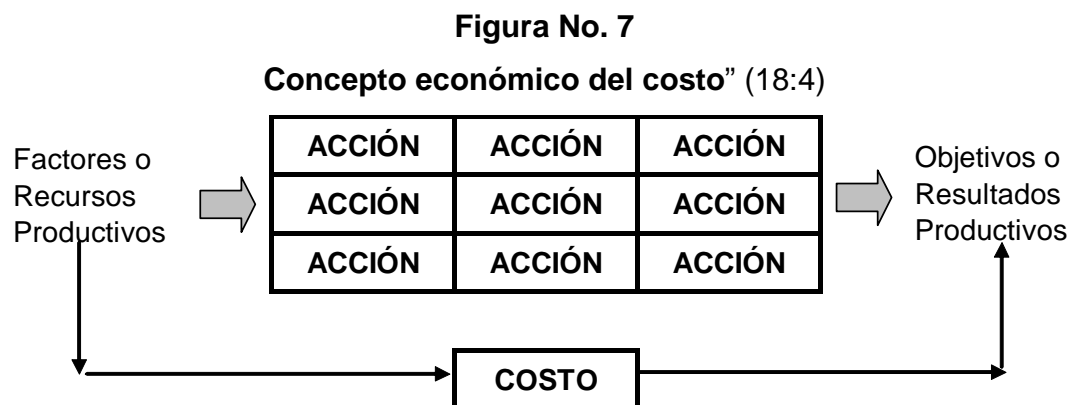 Figura No. 7
Concepto económico del costo” (18:4)
Factores o
Recursos
Productivos
ACCIÓN ACCIÓN ACCIÓN
ACCIÓN ACCIÓN ACCIÓN
ACCIÓN ACCIÓN ACCIÓN
Objetivos o
Resultados
Productivos
COSTO